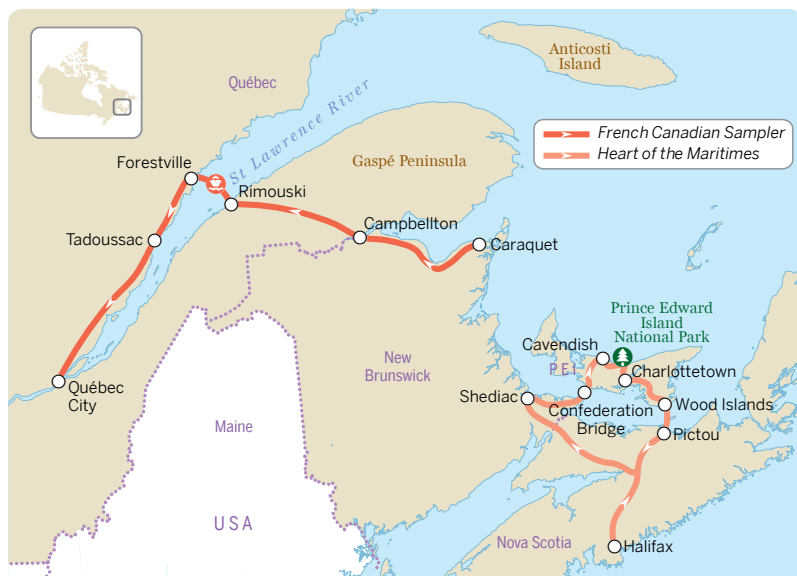 Anticosti
Island
Québec
St Lawrence River
French Canadian Sampler
Heart of the Maritimes
Gaspé Peninsula
Forestville
Rimouski
Campbellton
Tadoussac
Caraquet
Prince Edward
Island
National Park
Cavendish
New
Brunswick
PEI
Charlottetown
Québec
City
Shediac
Confederation
Bridge
Wood Islands
Maine
Pictou
USA
Nova Scotia
Halifax